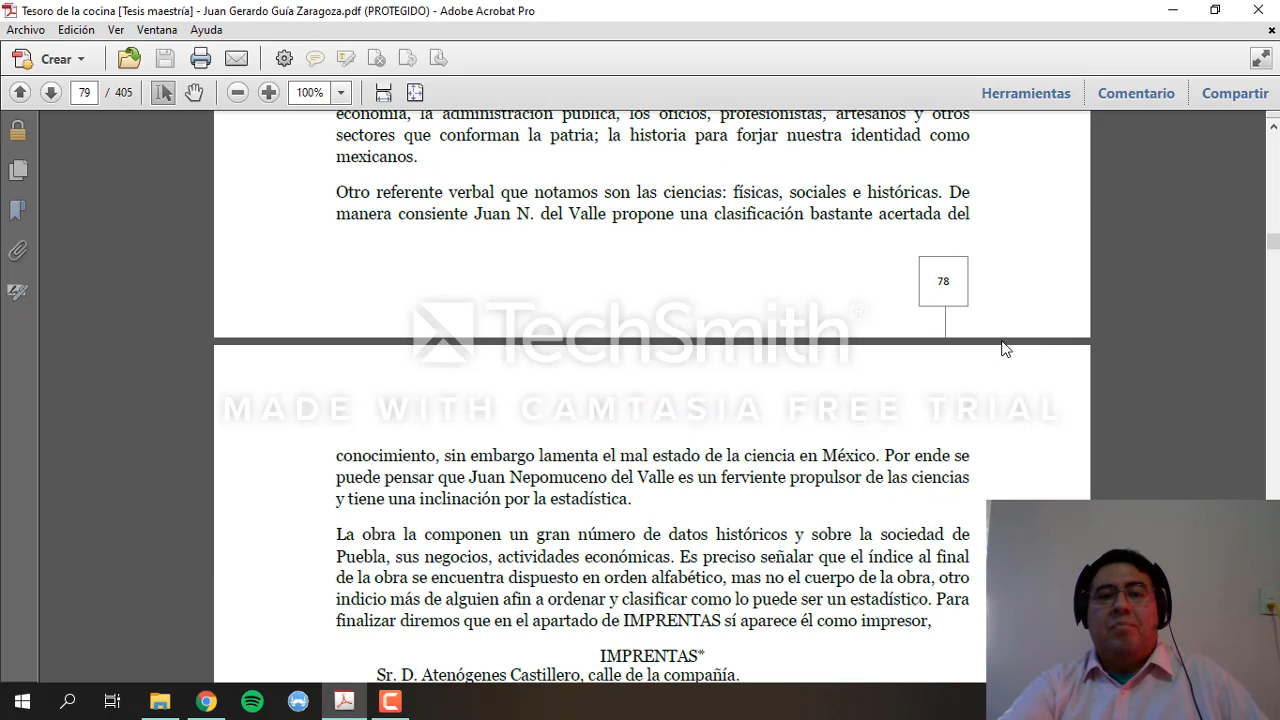 Tesoro de la cocina [Tesis maestría] - Juan Gerardo Guía Zaragoza.pdf (PROTEGIDO) - Adobe Acrobat Pro
Archivo Edición Ver Ventana Ayuda
Crear
79 / 405 100% Herramientas Comentario Compartir
economía, la administración pública, los oficios, profesionistas, artesanos y otros
sectores que conforman la patria; la historia para forjar nuestra identidad como
mexicanos.
Otro referente verbal que notamos son las ciencias: físicas, sociales e históricas. De
manera consiente Juan N. del Valle propone una clasificación bastante acertada del
78
TechSmith®
MADE WITH CAMTASIA FREE TRIAL
conocimiento, sin embargo lamenta el mal estado de la ciencia en México. Por ende se
puede pensar que Juan Nepomuceno del Valle es un ferviente propulsor de las ciencias
y tiene una inclinación por la estadística.
La obra la componen un gran número de datos históricos y sobre la sociedad de
Puebla, sus negocios, actividades económicas. Es preciso señalar que el índice al final
de la obra se encuentra dispuesto en orden alfabético, mas no el cuerpo de la obra, otro
indicio más de alguien afin a ordenar y clasificar como lo puede ser un estadístico. Para
finalizar diremos que en el apartado de IMPRENTAS sí aparece él como impresor,
IMPRENTAS*
Sr. D. Atenógenes Castillero, calle de la compañía.